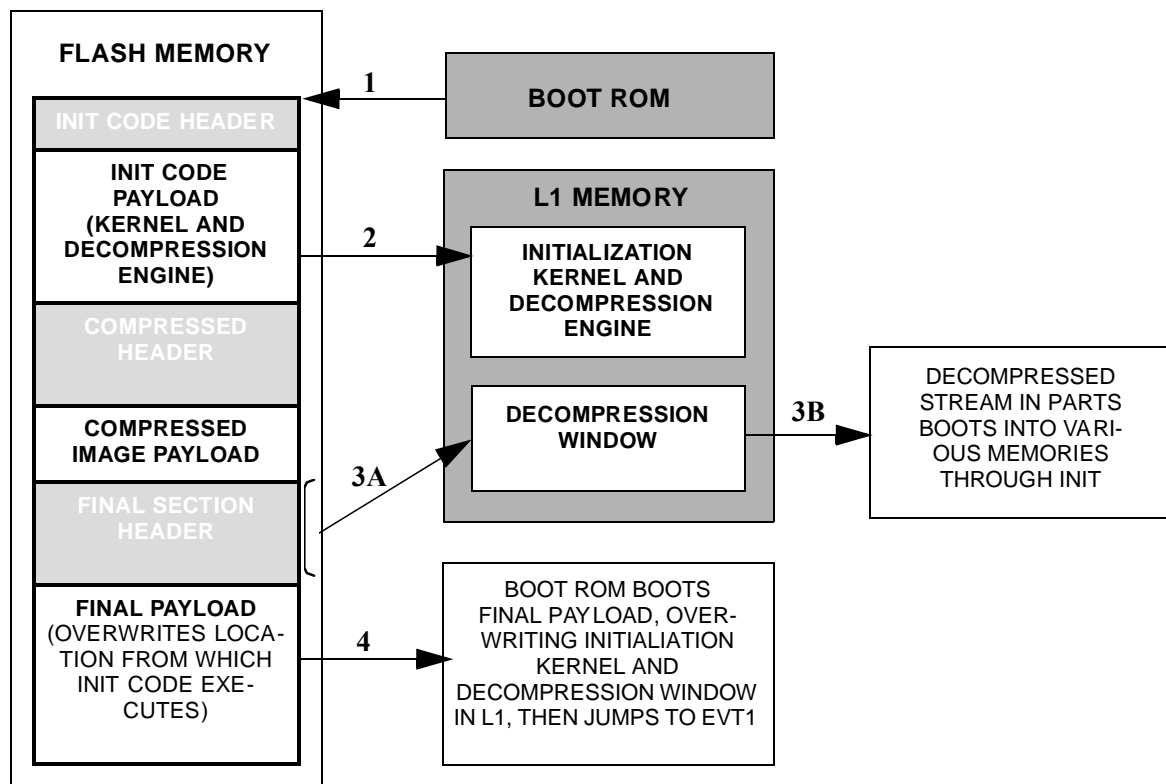 FLASH MEMORY
INIT CODE HEADER
INIT CODE
PAYLOAD
(KERNEL AND
DECOMPRESSION
ENGINE)
COMPRESSED
HEADER
COMPRESSED
IMAGE PAYLOAD
FINAL SECTION
HEADER
FINAL PAYLOAD
(OVERWRITES LOCA-
TION FROM WHICH
INIT CODE EXE-
CUTES)
1
BOOT ROM
L1 MEMORY
2
INITIALIZATION
KERNEL AND
DECOMPRESSION
ENGINE
3A
DECOMPRESSION
WINDOW
3B
DECOMPRESSED
STREAM IN PARTS
BOOTS INTO VARI-
OUS MEMORIES
THROUGH INIT
4
BOOT ROM BOOTS
FINAL PAYLOAD, OVER-
WRITING INITIALIATION
KERNEL AND
DECOMPRESSION WINDOW
IN L1, THEN JUMPS TO EVT1